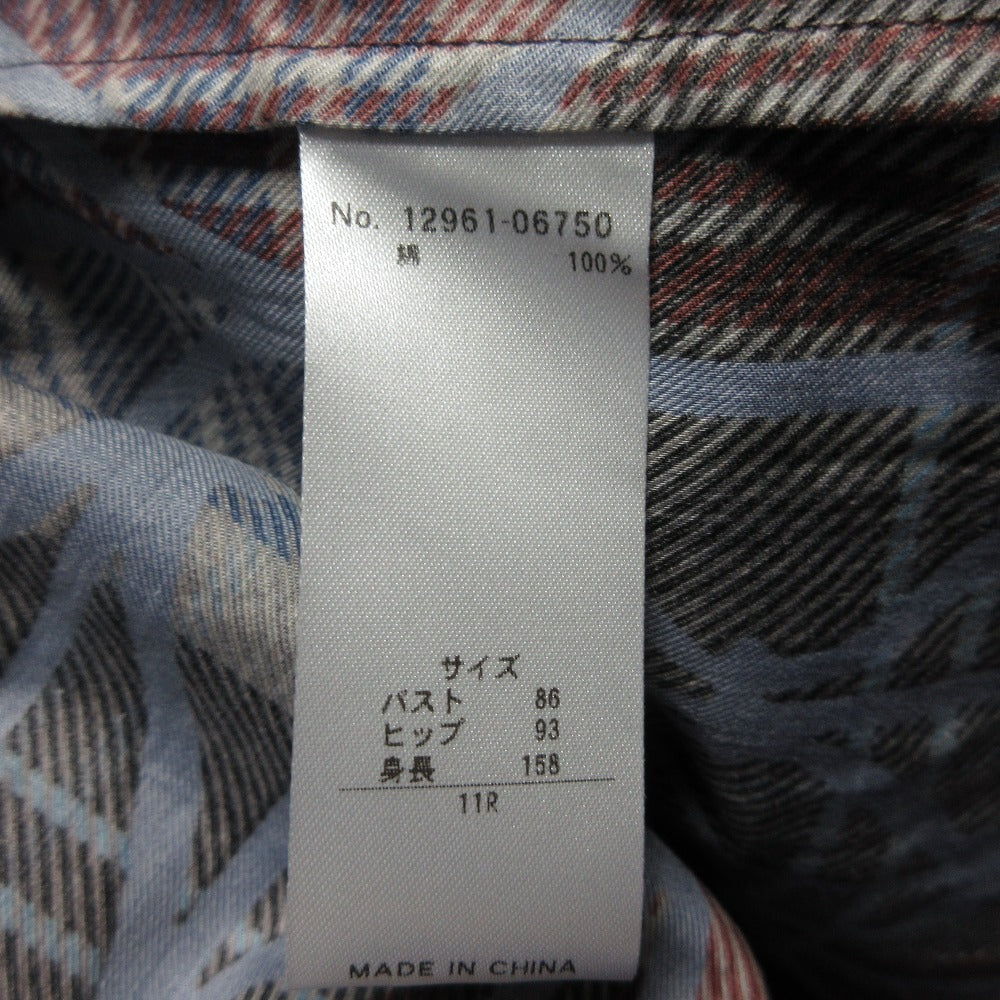 No. 12961-06750
綿 100%
サイズ
バスト 86
ヒップ 93
身長 158
11R
MADE IN CHINA